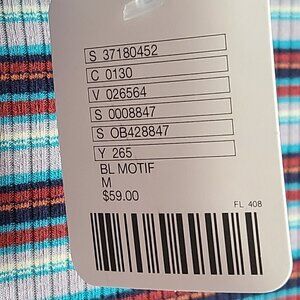 S 37180452
C 0130
V 026564
S 0008847
S OB428847
Y 265
BL MOTIF
M
$59.00
FL 408